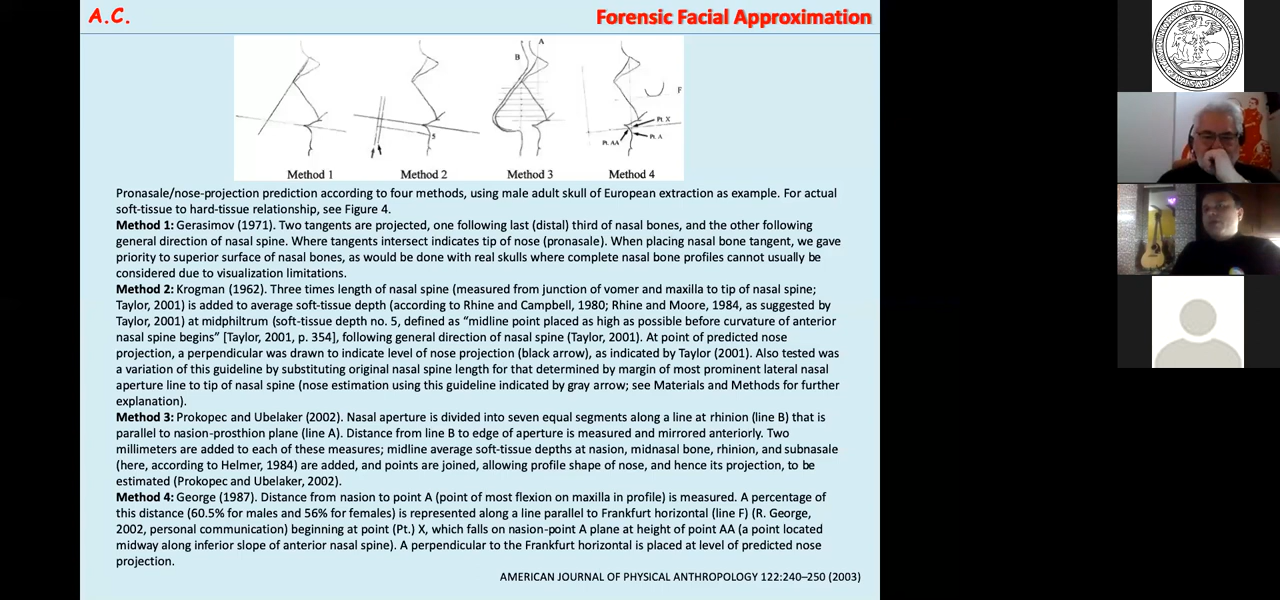 A.C.
Forensic Facial Approximation
A
B
F
Pt. X
Pt. A
Pt. AA
5
Method 1 Method 2 Method 3 Method 4
Pronasale/nose-projection prediction according to four methods, using male adult skull of European extraction as example. For actual
soft-tissue to hard-tissue relationship, see Figure 4.
Method 1: Gerasimov (1971). Two tangents are projected, one following last (distal) third of nasal bones, and the other following
general direction of nasal spine. Where tangents intersect indicates tip of nose (pronasale). When placing nasal bone tangent, we gave
priority to superior surface of nasal bones, as would be done with real skulls where complete nasal bone profiles cannot usually be
considered due to visualization limitations.
Method 2: Krogman (1962). Three times length of nasal spine (measured from junction of vomer and maxilla to tip of nasal spine;
Taylor, 2001) is added to average soft-tissue depth (according to Rhine and Campbell, 1980; Rhine and Moore, 1984, as suggested by
Taylor, 2001) at midphiltrum (soft-tissue depth no. 5, defined as “midline point placed as high as possible before curvature of anterior
nasal spine begins” [Taylor, 2001, p. 354], following general direction of nasal spine (Taylor, 2001). At point of predicted nose
projection, a perpendicular was drawn to indicate level of nose projection (black arrow), as indicated by Taylor (2001). Also tested was
a variation of this guideline by substituting original nasal spine length for that determined by margin of most prominent lateral nasal
aperture line to tip of nasal spine (nose estimation using this guideline indicated by gray arrow; see Materials and Methods for further
explanation).
Method 3: Prokopec and Ubelaker (2002). Nasal aperture is divided into seven equal segments along a line at rhinion (line B) that is
parallel to nasion-prosthion plane (line A). Distance from line B to edge of aperture is measured and mirrored anteriorly. Two
millimeters are added to each of these measures; midline average soft-tissue depths at nasion, midnasal bone, rhinion, and subnasale
(here, according to Helmer, 1984) are added, and points are joined, allowing profile shape of nose, and hence its projection, to be
estimated (Prokopec and Ubelaker, 2002).
Method 4: George (1987). Distance from nasion to point A (point of most flexion on maxilla in profile) is measured. A percentage of
this distance (60.5% for males and 56% for females) is represented along a line parallel to Frankfurt horizontal (line F) (R. George,
2002, personal communication) beginning at point (Pt.) X, which falls on nasion-point A plane at height of point AA (a point located
midway along inferior slope of anterior nasal spine). A perpendicular to the Frankfurt horizontal is placed at level of predicted nose
projection.
AMERICAN JOURNAL OF PHYSICAL ANTHROPOLOGY 122:240–250 (2003)